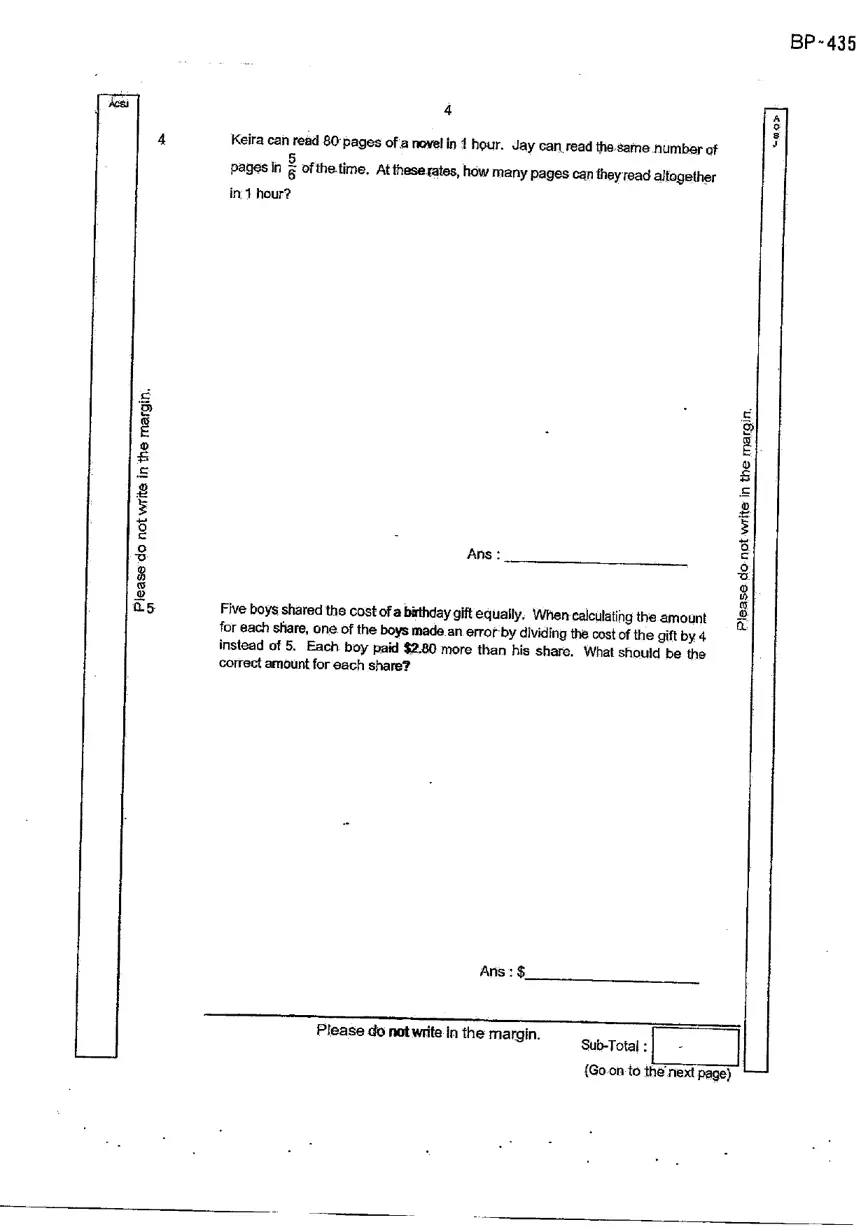 BP-435
ACSJ
4
A
C
S
J
4 Keira can read 80 pages of a novel in 1 hour. Jay can read the same number of
pages in 5/6 of the time. At these rates, how many pages can they read altogether
in 1 hour?
Please do not write in the margin.
Please do not write in the margin.
Ans :
5 Five boys shared the cost of a birthday gift equally. When calculating the amount
for each share, one of the boys made an error by dividing the cost of the gift by 4
instead of 5. Each boy paid $2.80 more than his share. What should be the
correct amount for each share?
Ans : $
Please do not write in the margin.
Sub-Total :
(Go on to the next page)